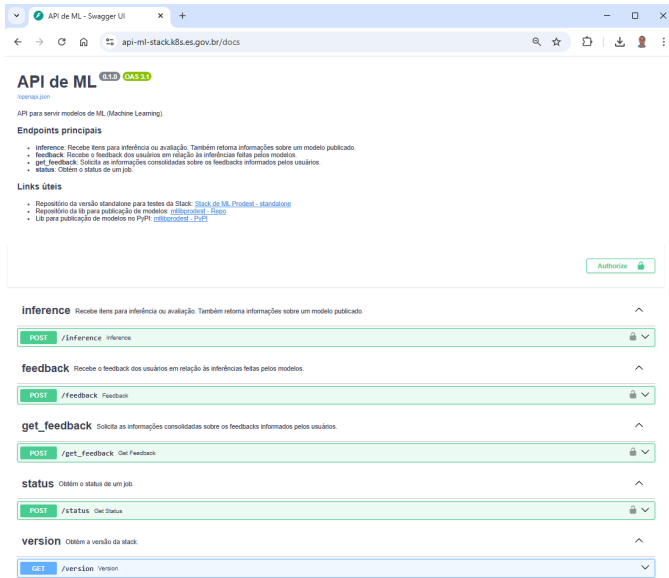 API de ML - Swagger UI
api-ml-stack.k8s.es.gov.br/docs
API de ML 0.1.0 OAS 3.1
/openapi.json
API para servir modelos de ML (Machine Learning).
Endpoints principais
inference: Recebe itens para inferência ou avaliação. Também retorna informações sobre um modelo publicado.
feedback: Recebe o feedback dos usuários em relação às inferências feitas pelos modelos.
get_feedback: Solicita as informações consolidadas sobre os feedbacks informados pelos usuários.
status: Obtém o status de um job.
Links úteis
Repositório da versão standalone para testes da Stack: Stack de ML Prodest - standalone
Repositório da lib para publicação de modelos: mllibprodest - Repo
Lib para publicação de modelos no PyPI: mllibprodest - PyPI
Authorize
inference Recebe itens para inferência ou avaliação. Também retorna informações sobre um modelo publicado.
POST /inference Inference
feedback Recebe o feedback dos usuários em relação às inferências feitas pelos modelos.
POST /feedback Feedback
get_feedback Solicita as informações consolidadas sobre os feedbacks informados pelos usuários.
POST /get_feedback Get Feedback
status Obtém o status de um job.
POST /status Get Status
version Obtém a versão da stack.
GET /version Version